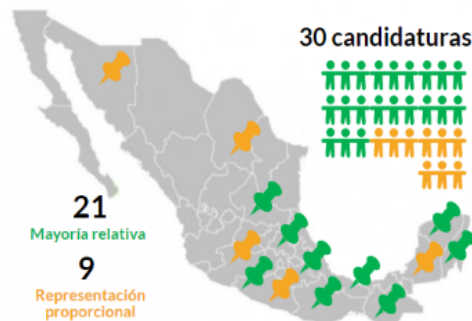 30 candidaturas
21
Mayoría relativa
9
Representación
proporcional